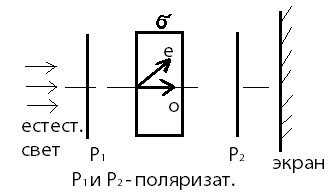 σ
e
o
естест.
свет
P₁
P₂
экран
P₁ и P₂ - поляризат.